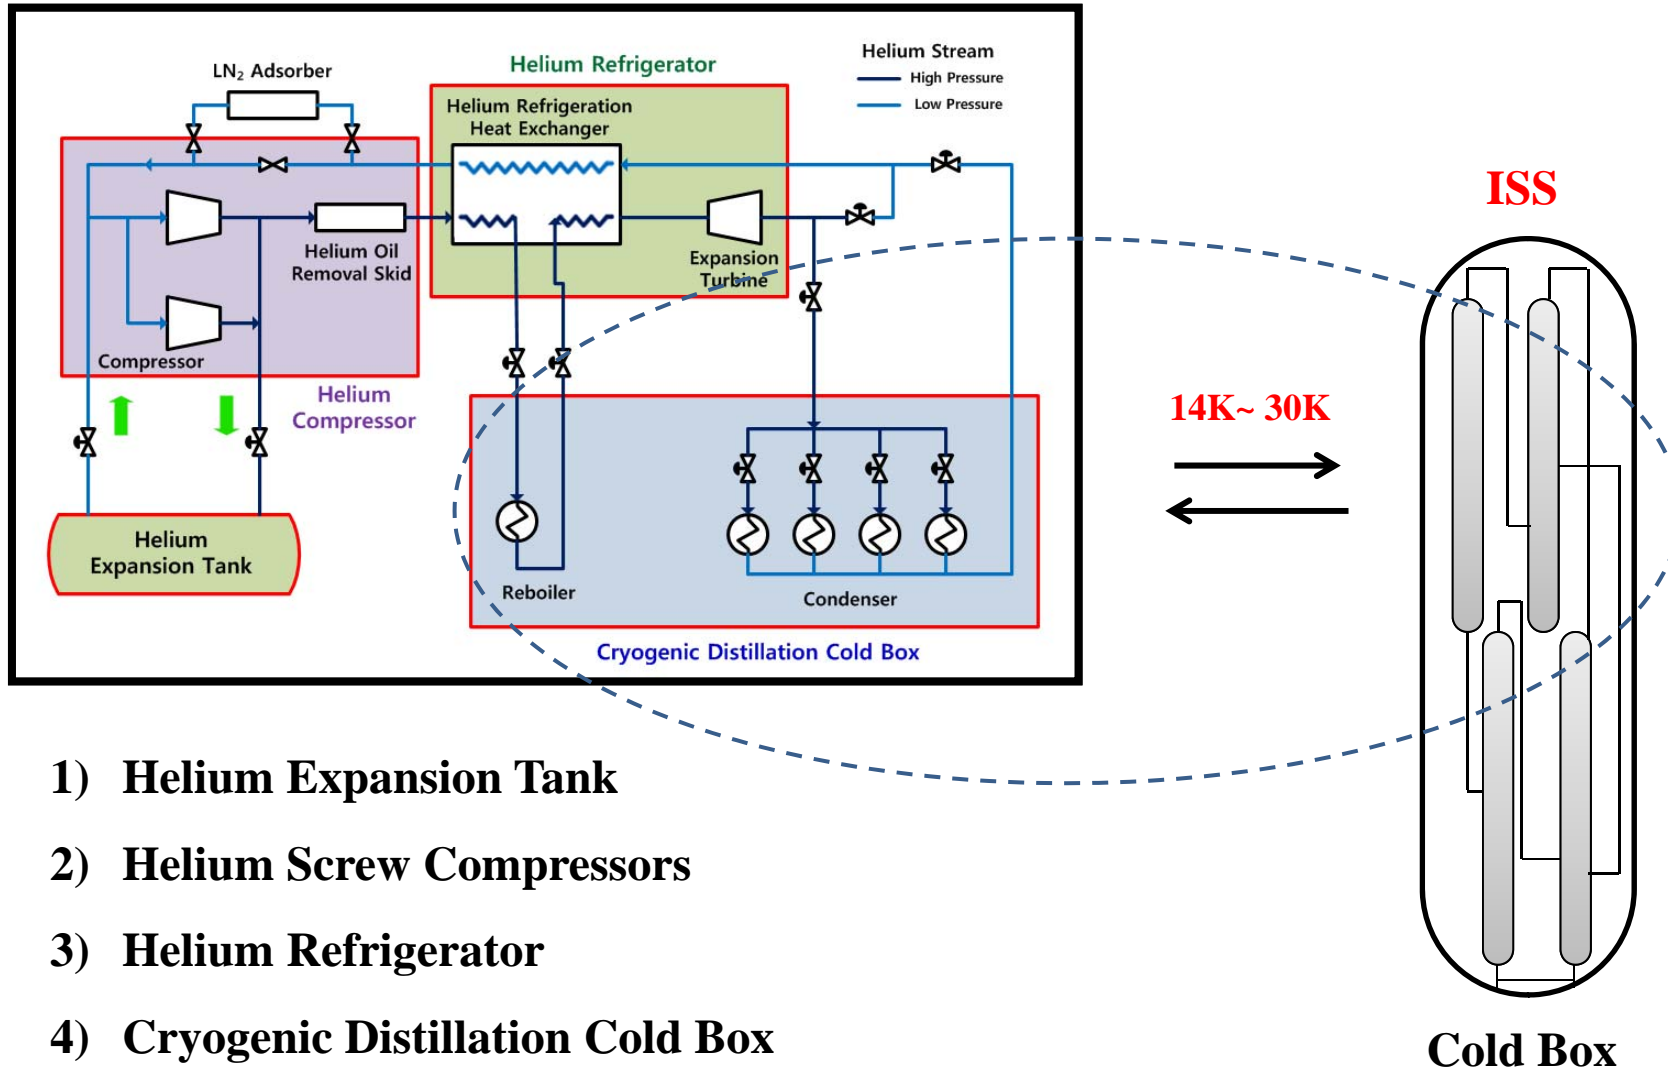 LN₂ Adsorber
Helium Refrigerator
Helium Stream
High Pressure
Low Pressure
Helium Refrigeration
Heat Exchanger
Helium Oil
Removal Skid
Expansion
Turbine
Compressor
Helium
Compressor
Helium
Expansion Tank
Reboiler
Condenser
Cryogenic Distillation Cold Box
ISS
14K~ 30K
1) Helium Expansion Tank
2) Helium Screw Compressors
3) Helium Refrigerator
4) Cryogenic Distillation Cold Box
Cold Box